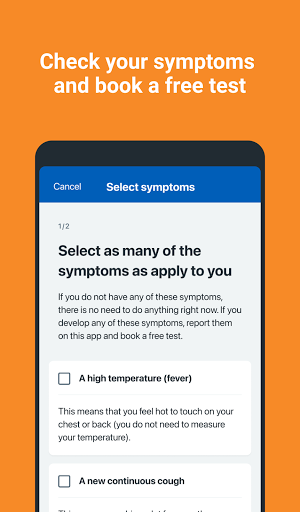 Check your symptoms
and book a free test
Cancel
Select symptoms
1/2
Select as many of the
symptoms as apply to you
If you do not have any of these symptoms,
there is no need to do anything right now. If you
develop any of these symptoms, report them
on this app and book a free test.
A high temperature (fever)
This means that you feel hot to touch on your
chest or back (you do not need to measure
your temperature).
A new continuous cough